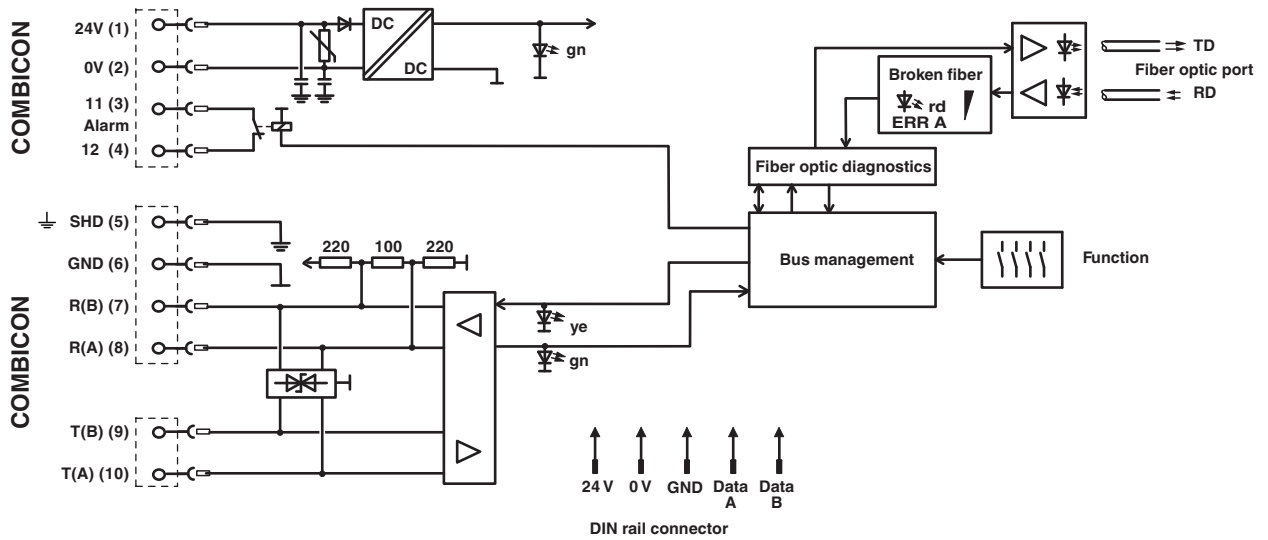 COMBICON
24V (1)
0V (2)
11 (3)
Alarm
12 (4)
DC
DC
gn
Broken fiber
rd
ERR A
TD
Fiber optic port
RD
Fiber optic diagnostics
Bus management
Function
COMBICON
SHD (5)
GND (6)
R(B) (7)
R(A) (8)
T(B) (9)
T(A) (10)
220 100 220
ye
gn
24 V 0 V GND Data A Data B
DIN rail connector